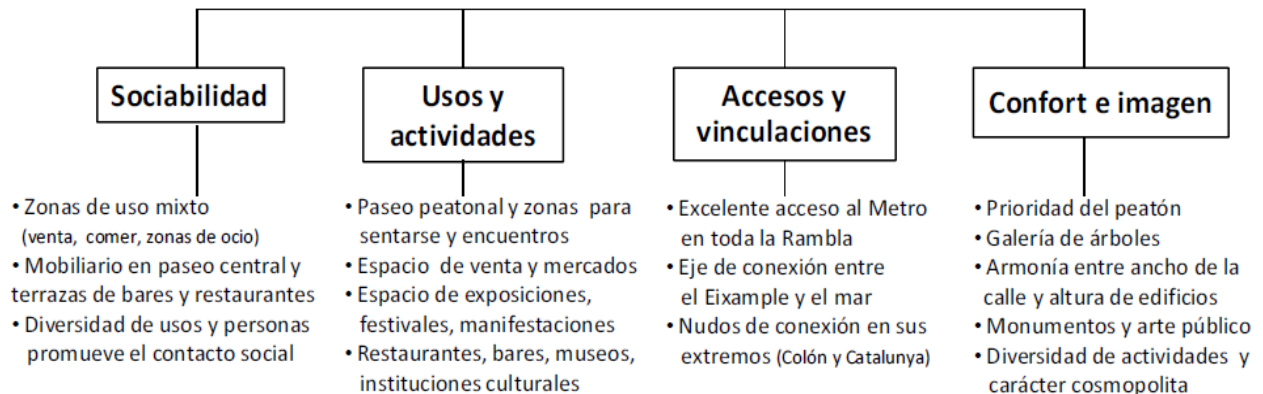 Sociabilidad
• Zonas de uso mixto
(venta, comer, zonas de ocio)
• Mobiliario en paseo central y
terrazas de bares y restaurantes
• Diversidad de usos y personas
promueve el contacto social
Usos y
actividades
• Paseo peatonal y zonas para
sentarse y encuentros
• Espacio de venta y mercados
• Espacio de exposiciones,
festivales, manifestaciones
• Restaurantes, bares, museos,
instituciones culturales
Accesos y
vinculaciones
• Excelente acceso al Metro
en toda la Rambla
• Eje de conexión entre
el Eixample y el mar
• Nudos de conexión en sus
extremos (Colón y Catalunya)
Confort e imagen
• Prioridad del peatón
• Galería de árboles
• Armonía entre ancho de la
calle y altura de edificios
• Monumentos y arte público
• Diversidad de actividades y
carácter cosmopolita